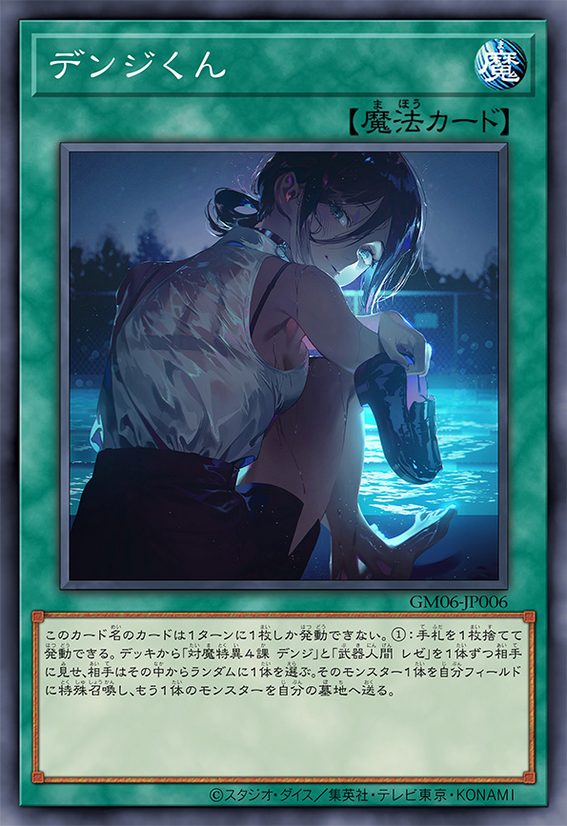 デンジくん
魔
【魔法カード】
GM06-JP006
このカード名のカードは1ターンに1枚しか発動できない。①:手札を1枚捨てて
発動できる。デッキから「対魔特異4課 デンジ」と「武器人間 レゼ」を1体ずつ相手
に見せ、相手はその中からランダムに1体を選ぶ。そのモンスター1体を自分フィールド
に特殊召喚し、もう1体のモンスターを自分の墓地へ送る。
©スタジオ・ダイス/集英社・テレビ東京・KONAMI